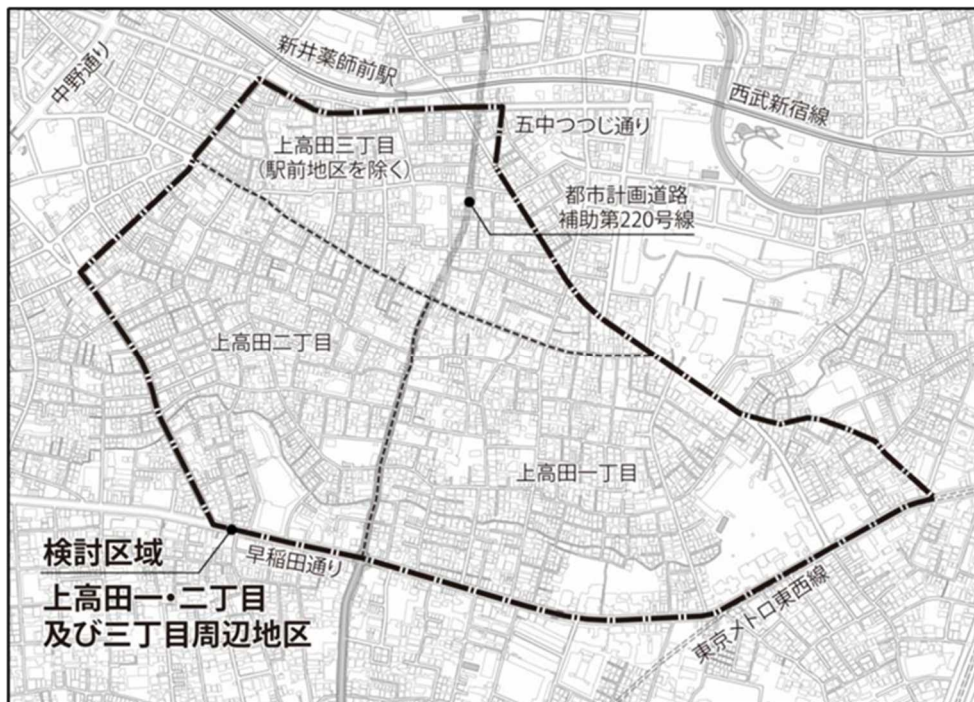 中野通り
新井薬師前駅
西武新宿線
五中つつじ通り
上高田三丁目
(駅前地区を除く)
都市計画道路
補助第220号線
上高田二丁目
上高田一丁目
早稲田通り
東京メトロ東西線
検討区域
上高田一・二丁目
及び三丁目周辺地区